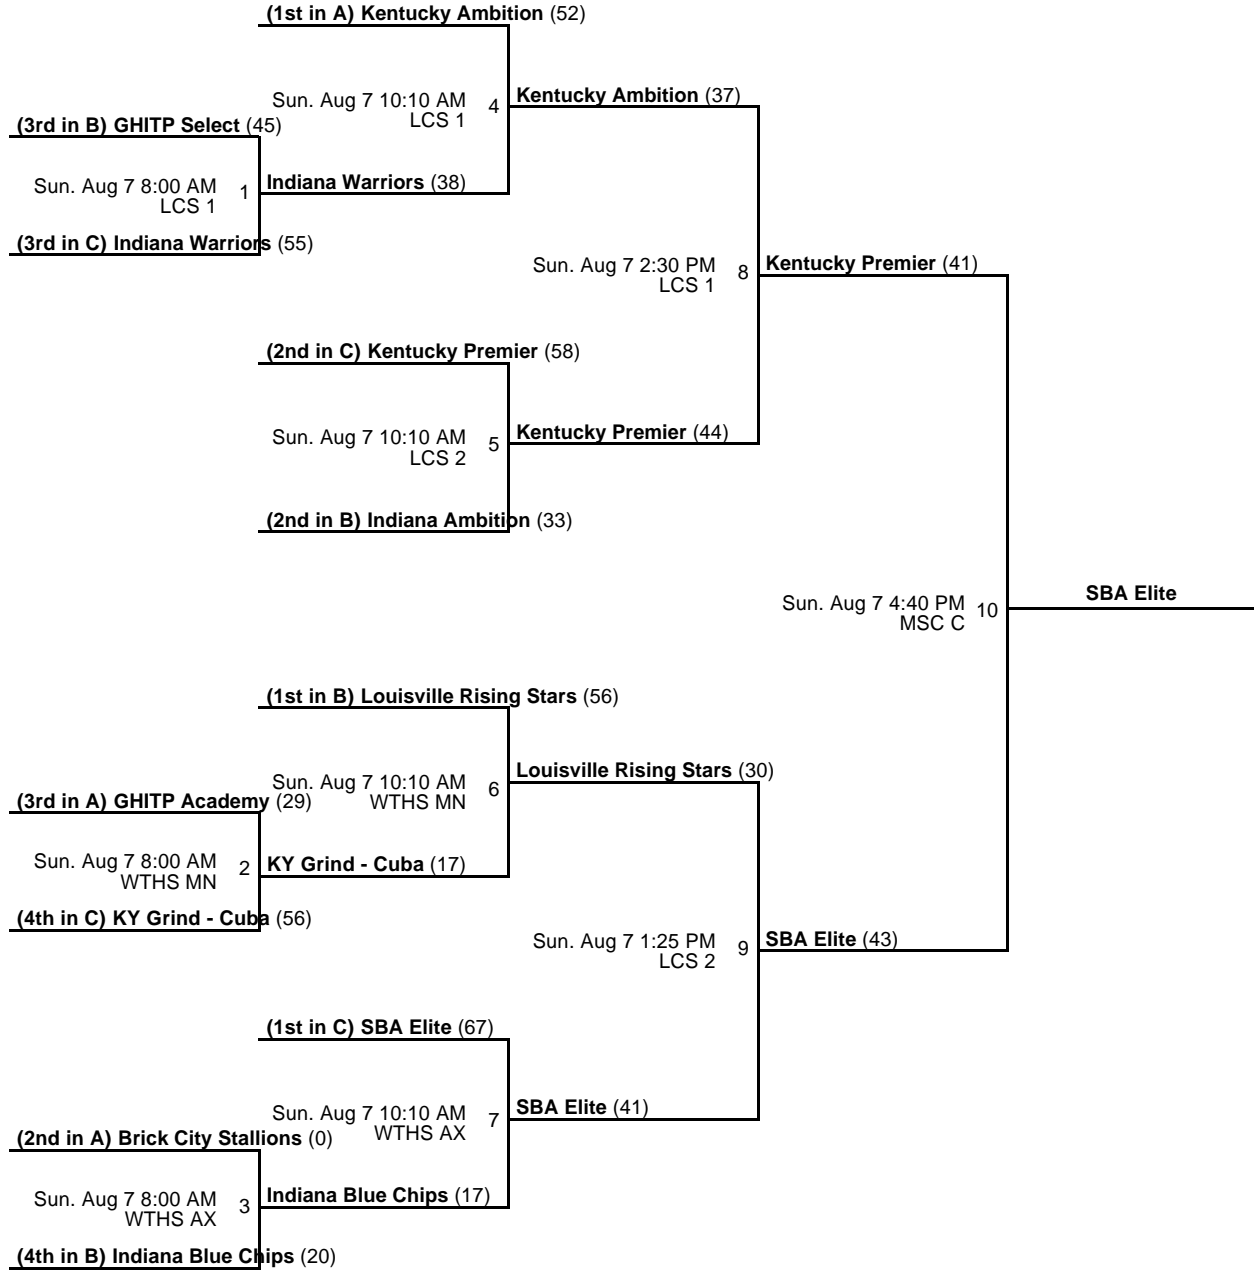 (1st in A) Kentucky Ambition (52)
Sun. Aug 7 10:10 AM
LCS 1
4
Kentucky Ambition (37)
(3rd in B) GHITP Select (45)
Sun. Aug 7 8:00 AM
LCS 1
1
Indiana Warriors (38)
(3rd in C) Indiana Warriors (55)
Sun. Aug 7 2:30 PM
LCS 1
8
Kentucky Premier (41)
(2nd in C) Kentucky Premier (58)
Sun. Aug 7 10:10 AM
LCS 2
5
Kentucky Premier (44)
(2nd in B) Indiana Ambition (33)
Sun. Aug 7 4:40 PM
MSC C
10
SBA Elite
(1st in B) Louisville Rising Stars (56)
Sun. Aug 7 10:10 AM
WTHS MN
6
Louisville Rising Stars (30)
(3rd in A) GHITP Academy (29)
Sun. Aug 7 8:00 AM
WTHS MN
2
KY Grind - Cuba (17)
(4th in C) KY Grind - Cuba (56)
Sun. Aug 7 1:25 PM
LCS 2
9
SBA Elite (43)
(1st in C) SBA Elite (67)
Sun. Aug 7 10:10 AM
WTHS AX
7
SBA Elite (41)
(2nd in A) Brick City Stallions (0)
Sun. Aug 7 8:00 AM
WTHS AX
3
Indiana Blue Chips (17)
(4th in B) Indiana Blue Chips (20)